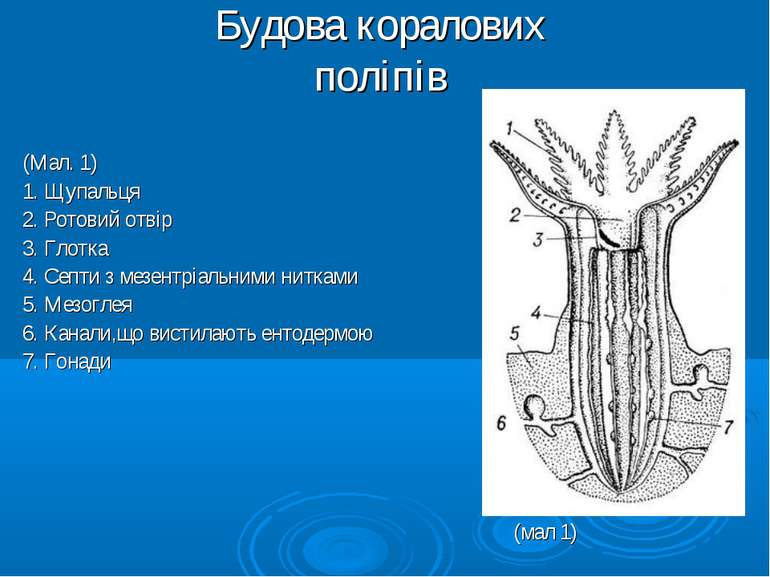 Будова коралових
поліпів
(Мал. 1)
1. Щупальця
2. Ротовий отвір
3. Глотка
4. Септи з мезентріальними нитками
5. Мезоглея
6. Канали,що вистилають ентодермою
7. Гонади
1
2
3
4
5
6
7
(мал 1)